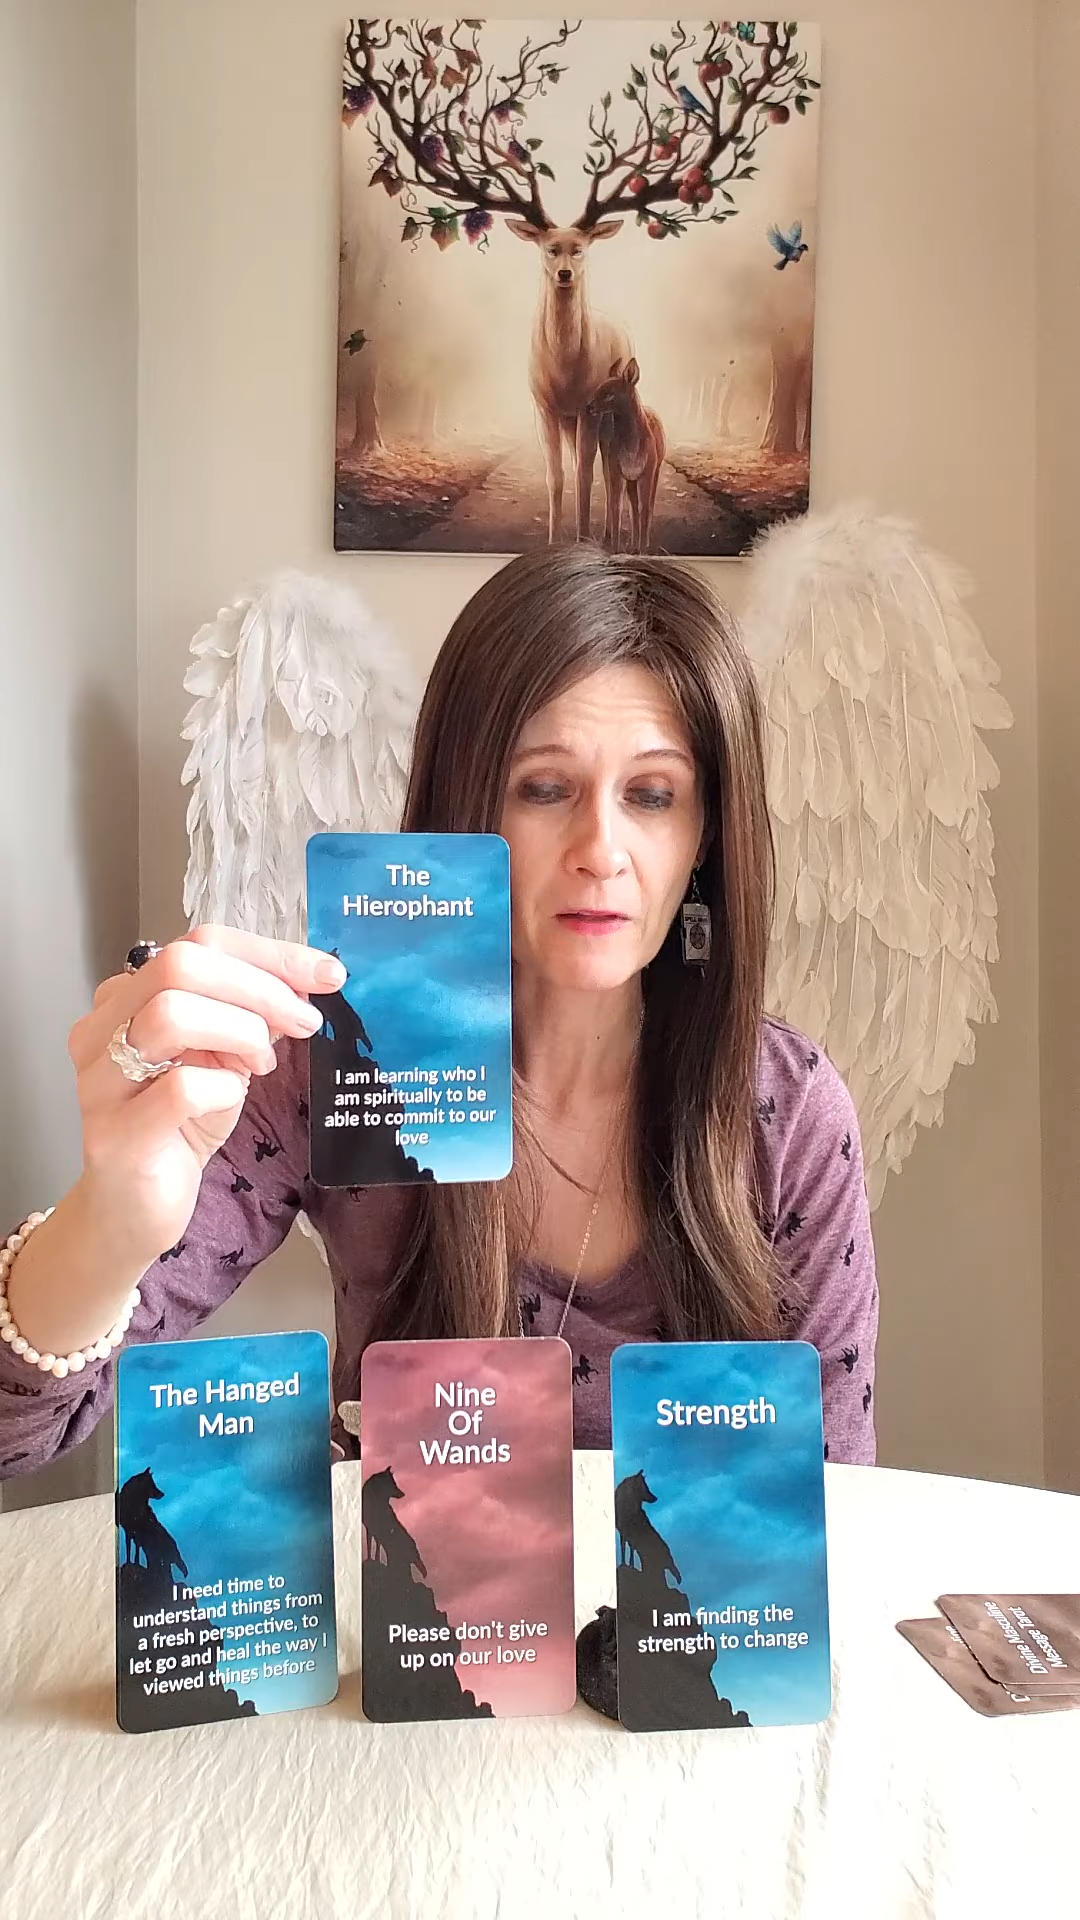 The
Hierophant
I am learning who I
am spiritually to be
able to commit to our
love
The Hanged
Man
I need time to
understand things from
a fresh perspective, to
let go and heal the way I
viewed things before
Nine
Of
Wands
Please don't give
up on our love
Strength
I am finding the
strength to change
Divine Masculine
Message Tarot